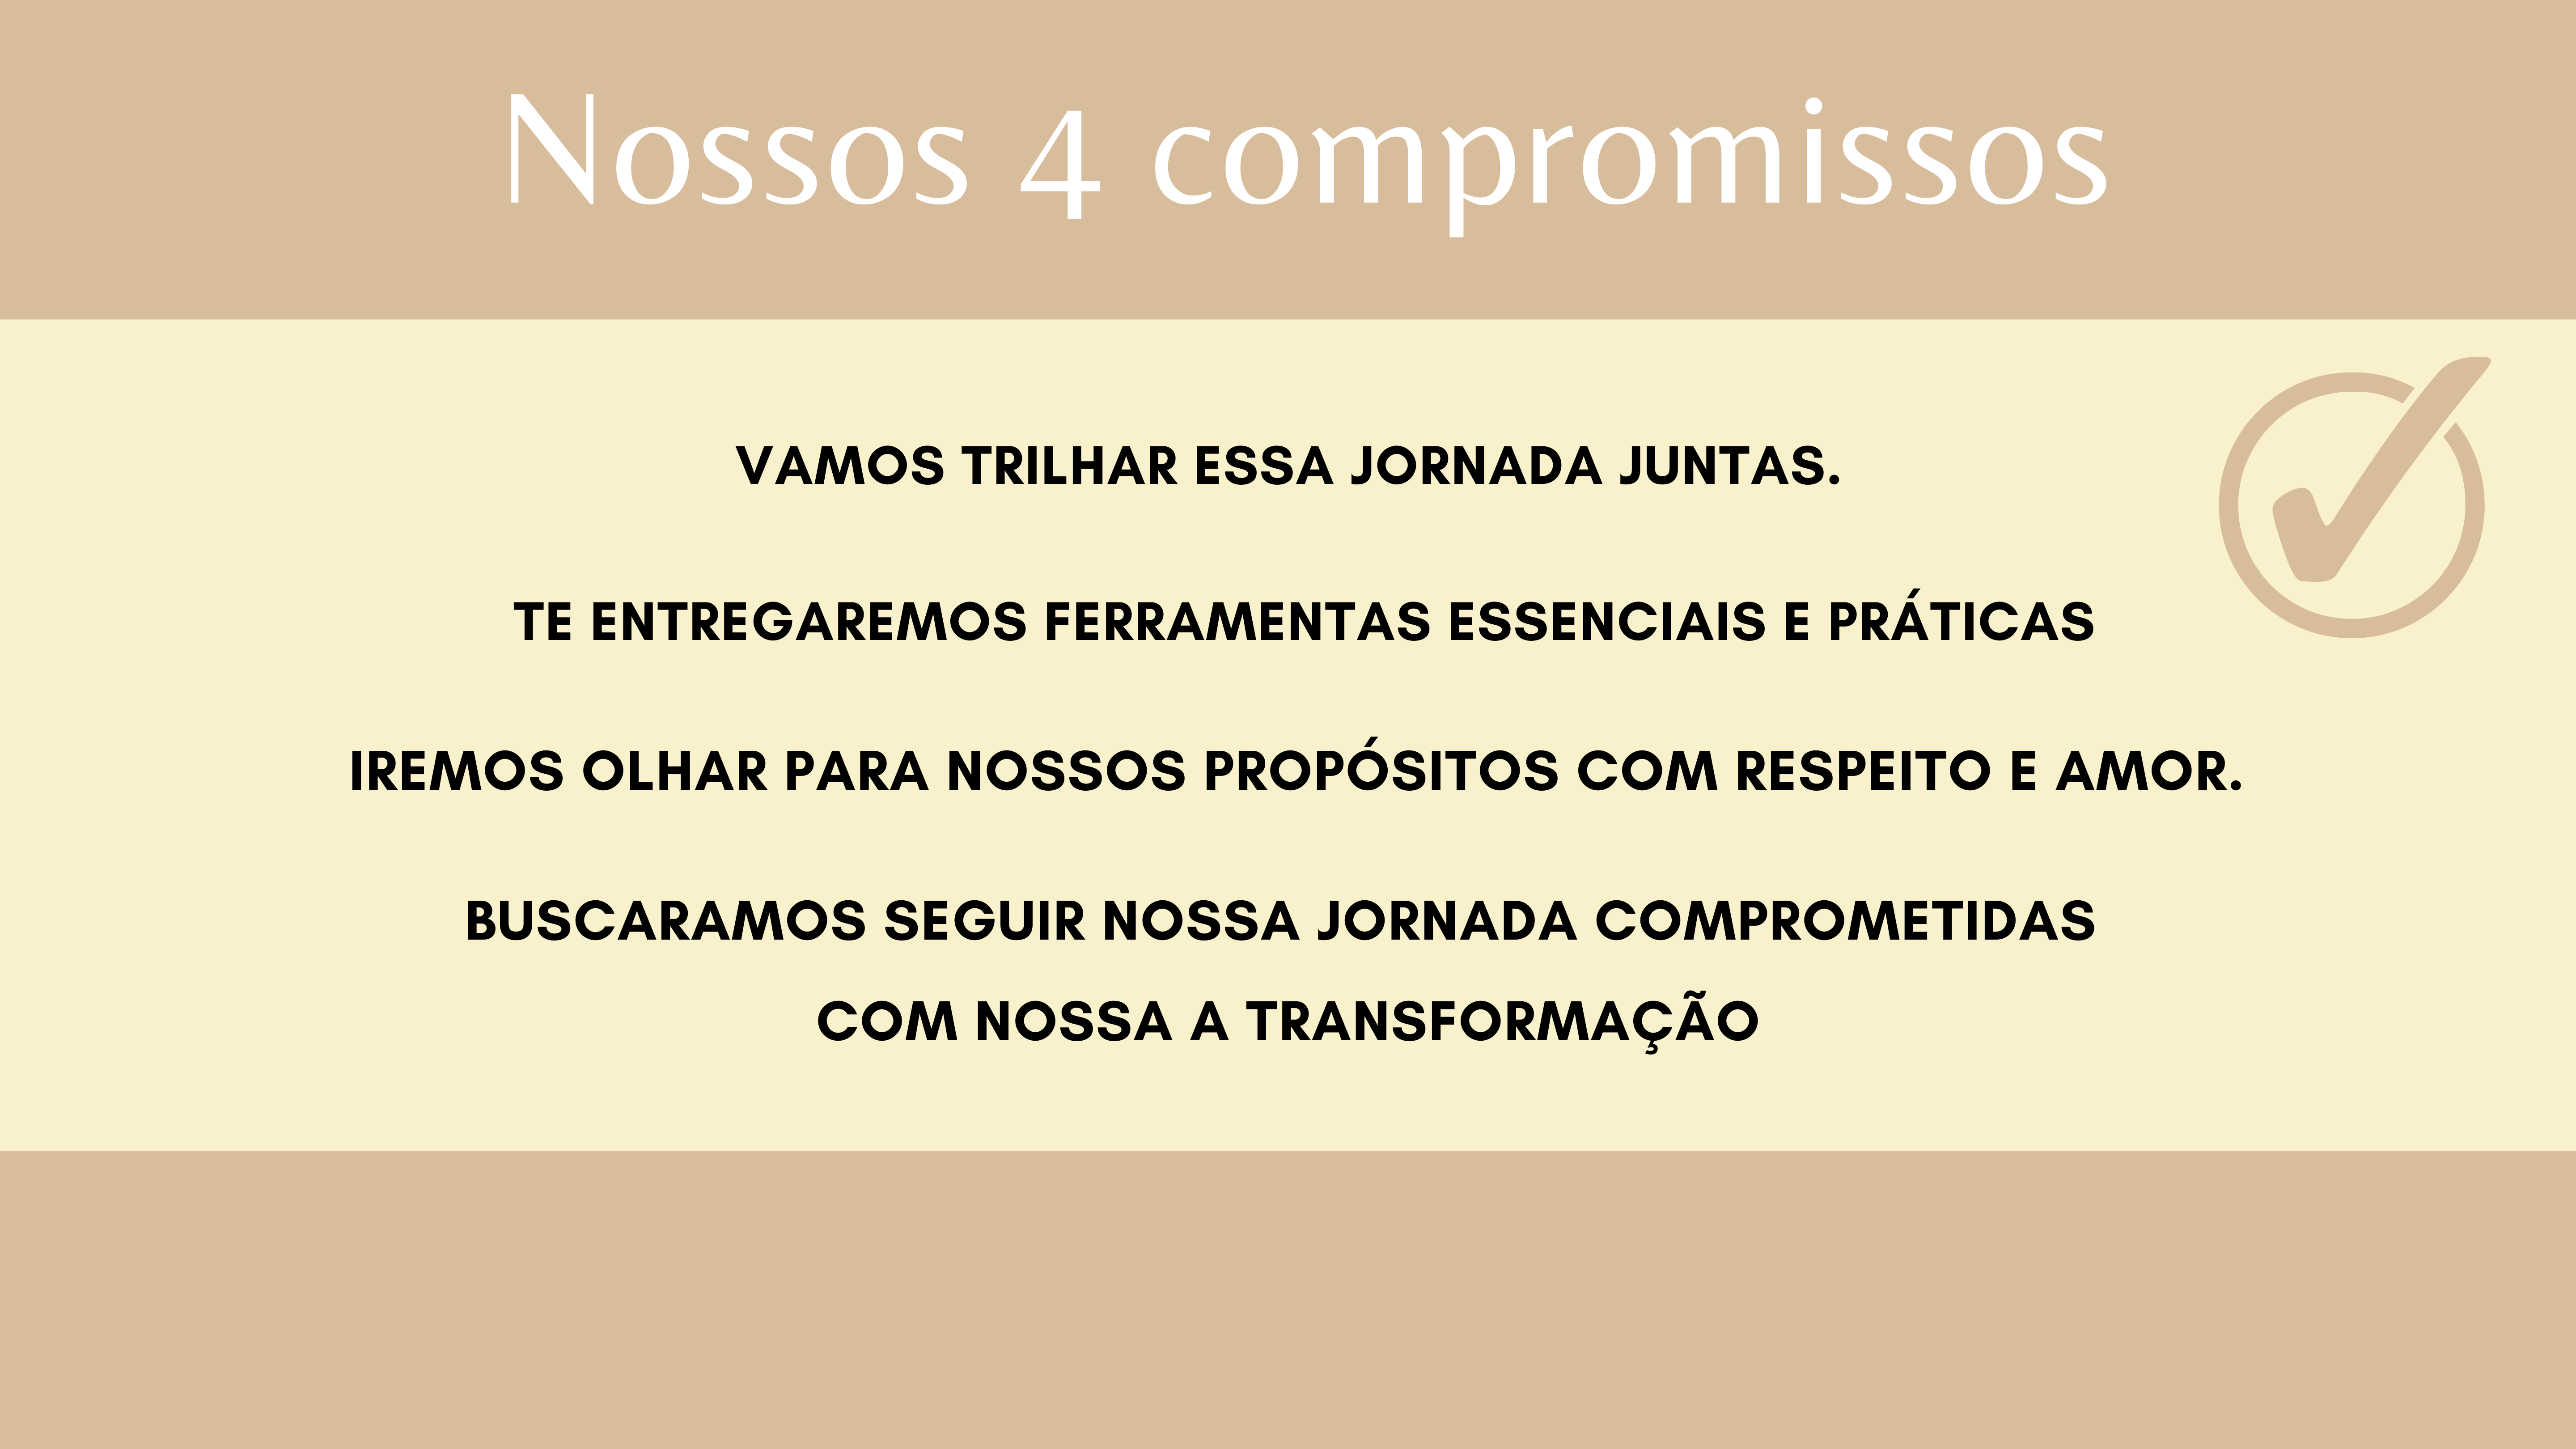 Nossos 4 compromissos
VAMOS TRILHAR ESSA JORNADA JUNTAS.
TE ENTREGAREMOS FERRAMENTAS ESSENCIAIS E PRÁTICAS
IREMOS OLHAR PARA NOSSOS PROPÓSITOS COM RESPEITO E AMOR.
BUSCARAMOS SEGUIR NOSSA JORNADA COMPROMETIDAS
COM NOSSA A TRANSFORMAÇÃO